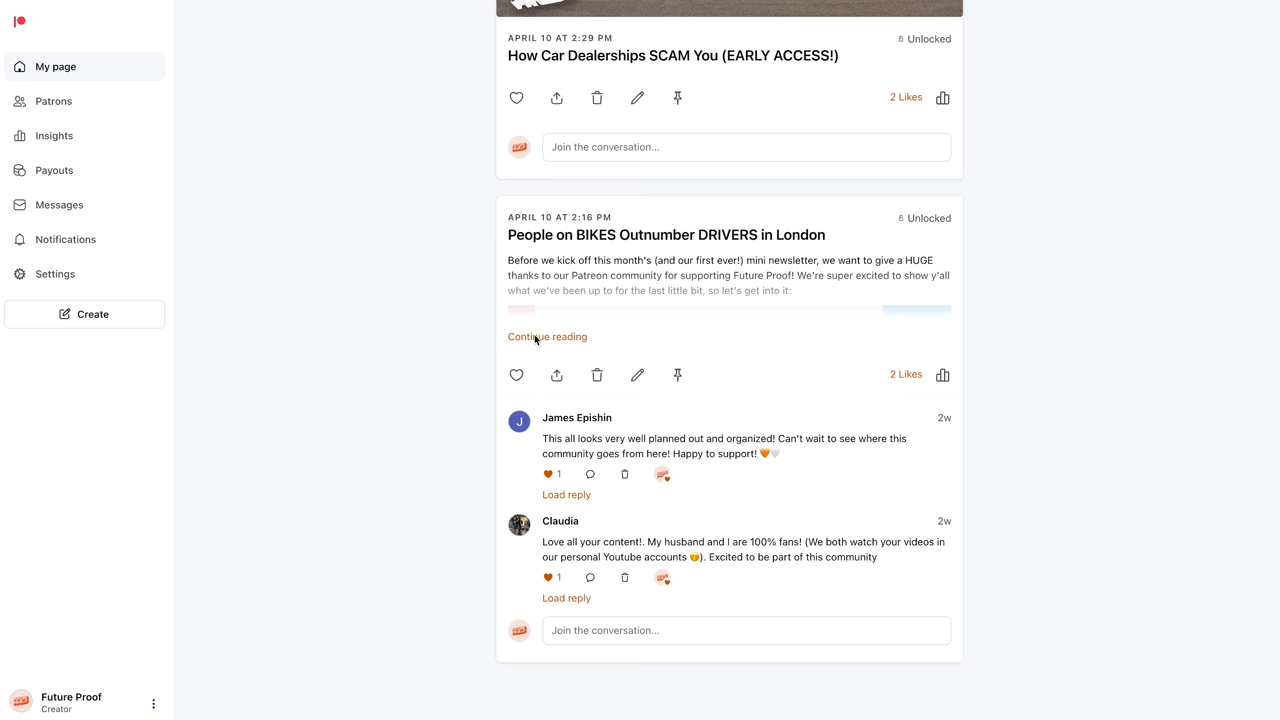 My page
Patrons
Insights
Payouts
Messages
Notifications
Settings
Create
Future Proof
Creator
APRIL 10 AT 2:29 PM
Unlocked
How Car Dealerships SCAM You (EARLY ACCESS!)
2 Likes
Join the conversation...
APRIL 10 AT 2:16 PM
Unlocked
People on BIKES Outnumber DRIVERS in London
Before we kick off this month's (and our first ever!) mini newsletter, we want to give a HUGE
thanks to our Patreon community for supporting Future Proof! We're super excited to show y'all
what we've been up to for the last little bit, so let's get into it:
Continue reading
2 Likes
J
James Epishin
2w
This all looks very well planned out and organized! Can't wait to see where this
community goes from here! Happy to support! 🧡🤍
1
Load reply
Claudia
2w
Love all your content!. My husband and I are 100% fans! (We both watch your videos in
our personal Youtube accounts 😁). Excited to be part of this community
1
Load reply
Join the conversation...